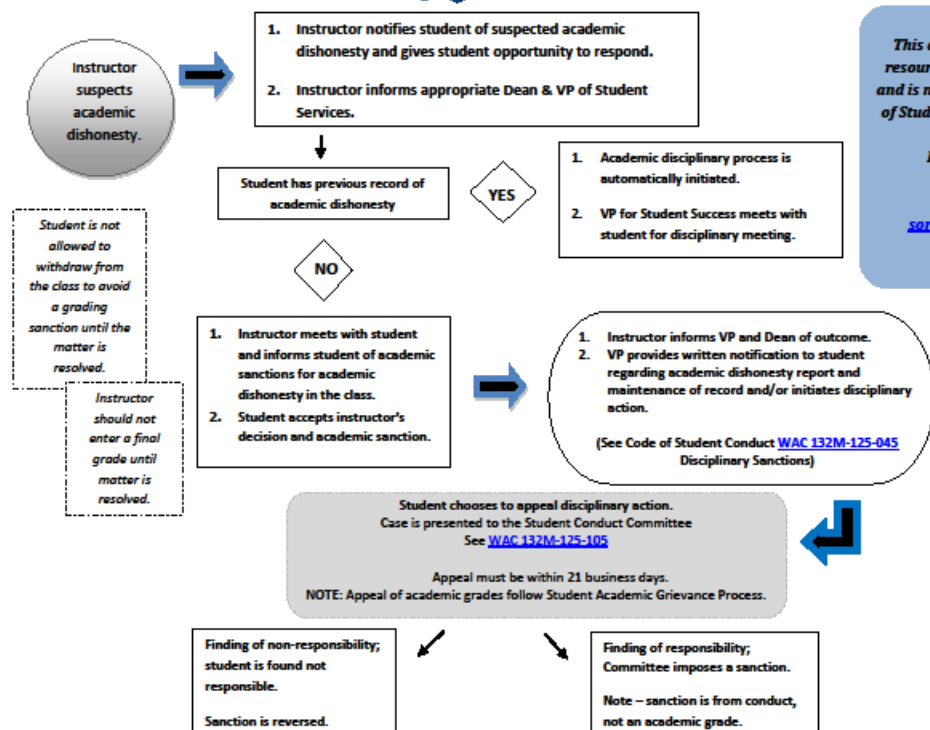 Instructor
suspects
academic
dishonesty.
1. Instructor notifies student of suspected academic
dishonesty and gives student opportunity to respond.
2. Instructor informs appropriate Dean & VP of Student
Services.
This
resour
and is n
of Stud
Student has previous record of
academic dishonesty
YES
1. Academic disciplinary process is
automatically initiated.
2. VP for Student Success meets with
student for disciplinary meeting.
Student is not
allowed to
withdraw from
the class to avoid
a grading
sanction until the
matter is
resolved.
NO
Instructor
should not
enter a final
grade until
matter is
resolved.
1. Instructor meets with student
and informs student of academic
sanctions for academic
dishonesty in the class.
2. Student accepts instructor's
decision and academic sanction.
1. Instructor informs VP and Dean of outcome.
2. VP provides written notification to student
regarding academic dishonesty report and
maintenance of record and/or initiates disciplinary
action.
(See Code of Student Conduct WAC 132M-125-045
Disciplinary Sanctions)
Student chooses to appeal disciplinary action.
Case is presented to the Student Conduct Committee
See WAC 132M-125-105
Appeal must be within 21 business days.
NOTE: Appeal of academic grades follow Student Academic Grievance Process.
Finding of non-responsibility;
student is found not
responsible.
Sanction is reversed.
Finding of responsibility;
Committee imposes a sanction.
Note – sanction is from conduct,
not an academic grade.